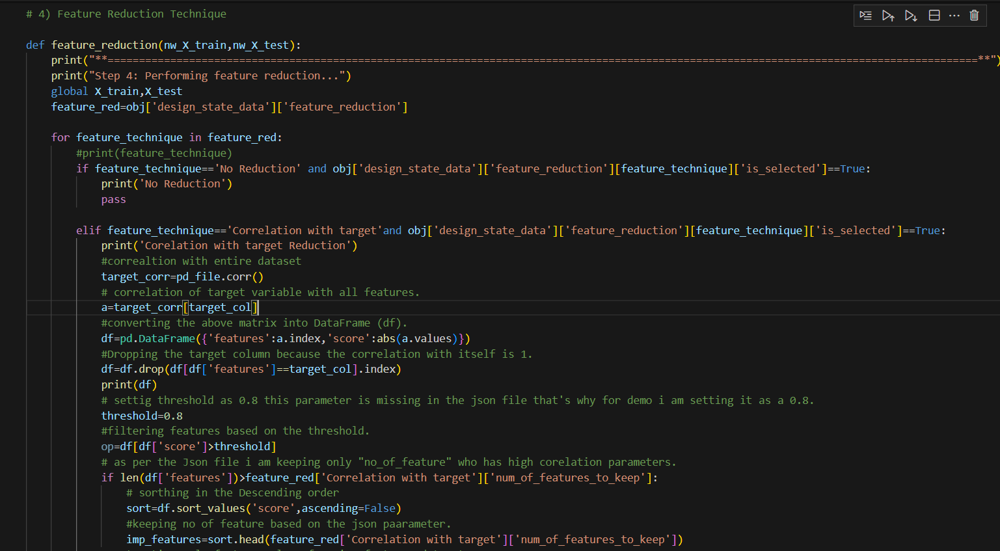 # 4) Feature Reduction Technique
def feature_reduction(nw_X_train,nw_X_test):
print("**===========================================================================================================================================**")
print("Step 4: Performing feature reduction...")
global X_train,X_test
feature_red=obj['design_state_data']['feature_reduction']
for feature_technique in feature_red:
#print(feature_technique)
if feature_technique=='No Reduction' and obj['design_state_data']['feature_reduction'][feature_technique]['is_selected']==True:
print('No Reduction')
pass
elif feature_technique=='Correlation with target'and obj['design_state_data']['feature_reduction'][feature_technique]['is_selected']==True:
print('Corelation with target Reduction')
#correaltion with entire dataset
target_corr=pd_file.corr()
# correlation of target variable with all features.
a=target_corr[target_col]
#converting the above matrix into DataFrame (df).
df=pd.DataFrame({'features':a.index,'score':abs(a.values)})
#Dropping the target column because the correlation with itself is 1.
df=df.drop(df[df['features']==target_col].index)
print(df)
# settig threshold as 0.8 this parameter is missing in the json file that's why for demo i am setting it as a 0.8.
threshold=0.8
#filtering features based on the threshold.
op=df[df['score']>threshold]
# as per the Json file i am keeping only "no_of_feature" who has high corelation parameters.
if len(df['features'])>feature_red['Correlation with target']['num_of_features_to_keep']:
# sorthing in the Descending order
sort=df.sort_values('score',ascending=False)
#keeping no of feature based on the json paarameter.
imp_features=sort.head(feature_red['Correlation with target']['num_of_features_to_keep'])